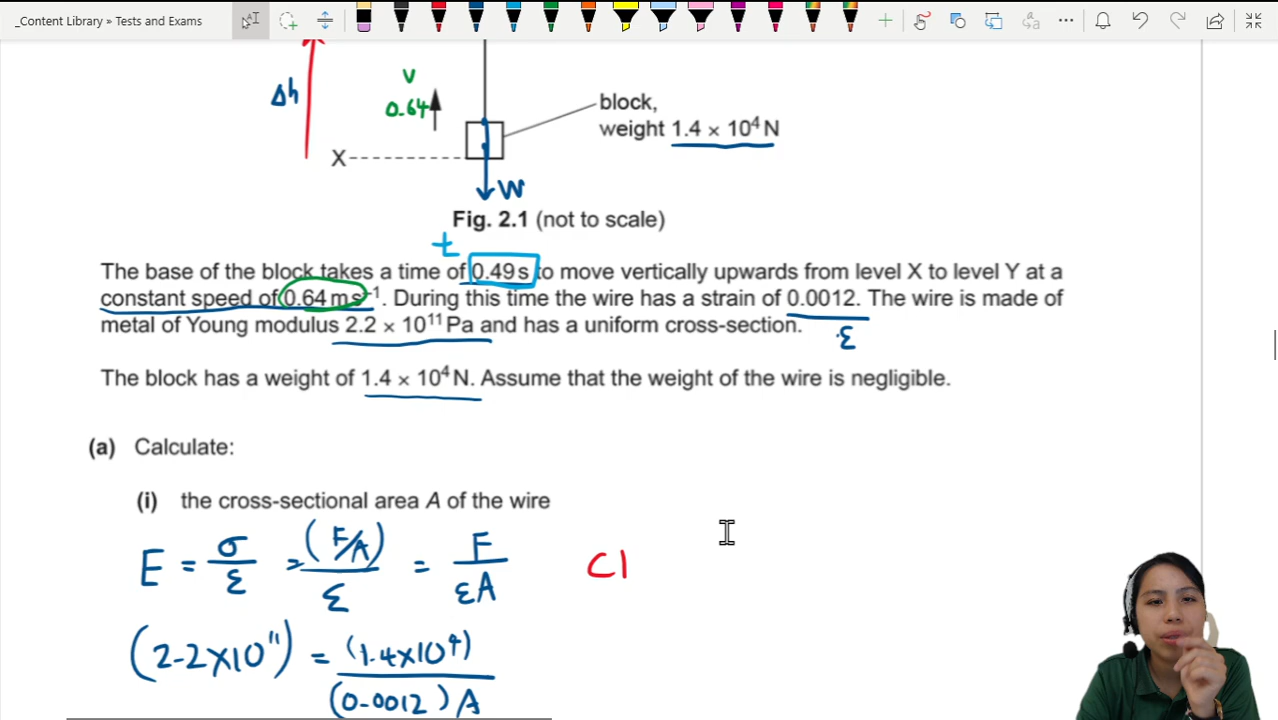 _Content Library » Tests and Exams
Δh
v
0.64
block,
weight 1.4 × 10⁴ N
X
W
Fig. 2.1 (not to scale)
t
The base of the block takes a time of 0.49 s to move vertically upwards from level X to level Y at a
constant speed of 0.64 m s⁻¹. During this time the wire has a strain of 0.0012. The wire is made of
metal of Young modulus 2.2 × 10¹¹ Pa and has a uniform cross-section.
ε
The block has a weight of 1.4 × 10⁴ N. Assume that the weight of the wire is negligible.
(a) Calculate:
(i) the cross-sectional area A of the wire
E = σ/ε = (F/A)/ε = F/εA C1
(2.2×10¹¹) = (1.4×10⁴)/(0.0012)A